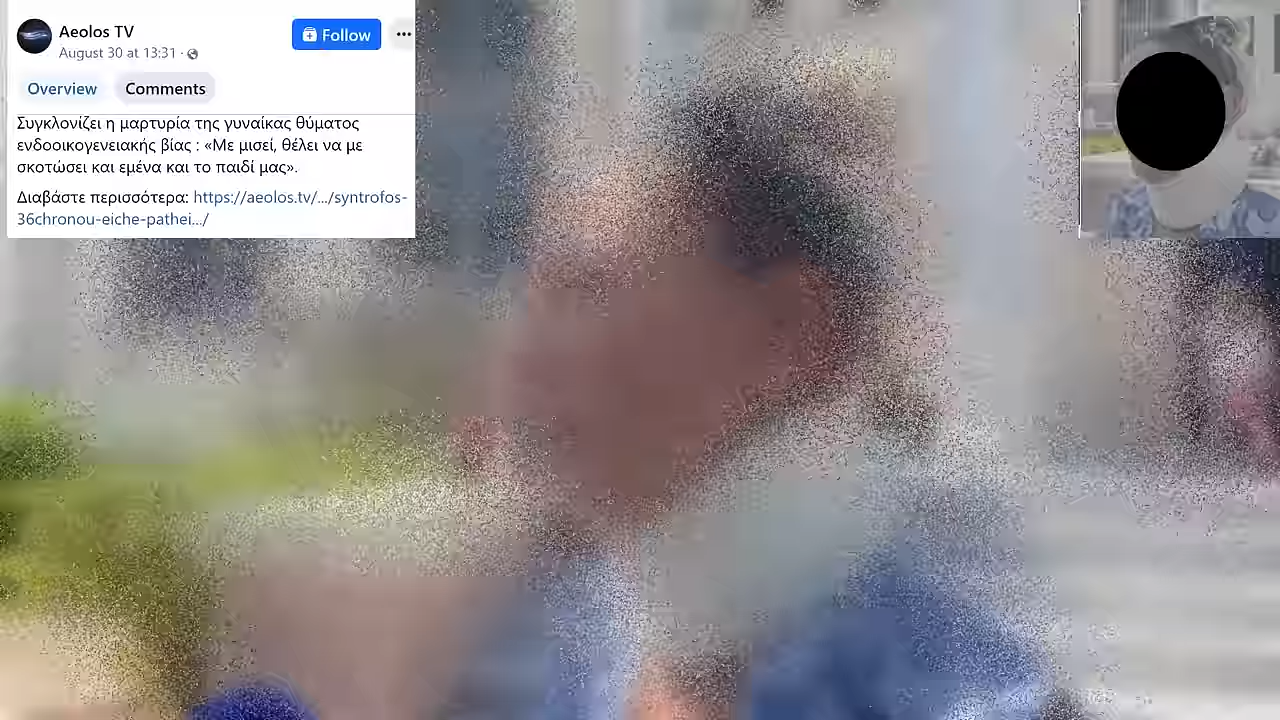 Aeolos TV
Follow
August 30 at 13:31
Overview
Comments
Συγκλονίζει η μαρτυρία της γυναίκας θύματος
ενδοοικογενειακής βίας : «Με μισεί, θέλει να με
σκοτώσει και εμένα και το παιδί μας».
Διαβάστε περισσότερα: https://aeolos.tv/.../syntrofos-
36chronou-eiche-pathei.../